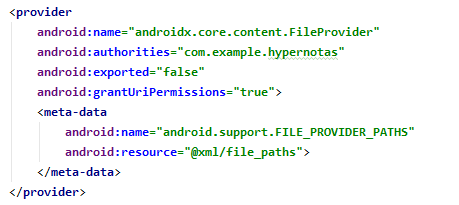 <provider
android:name="androidx.core.content.FileProvider"
android:authorities="com.example.hypernotas"
android:exported="false"
android:grantUriPermissions="true">
<meta-data
android:name="android.support.FILE_PROVIDER_PATHS"
android:resource="@xml/file_paths">
</meta-data>
</provider>